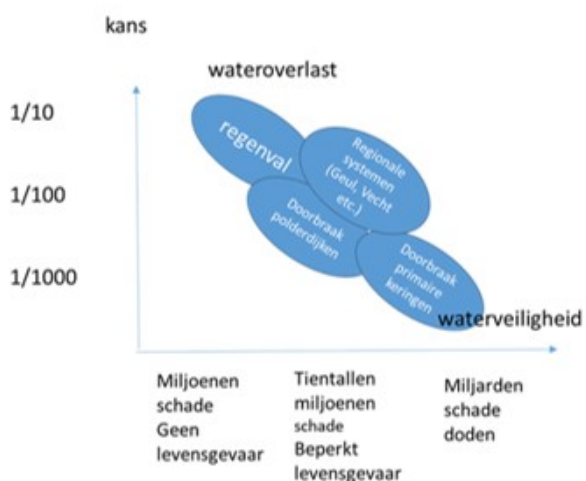 kans
wateroverlast
1/10
1/100
1/1000
regenval
Regionale
systemen
(Geul, Vecht
etc.)
Doorbraak
polderdijken
Doorbraak
primaire
keringen
waterveiligheid
Miljoenen
schade
Geen
levensgevaar
Tientallen
miljoenen
schade
Beperkt
levensgevaar
Miljarden
schade
doden